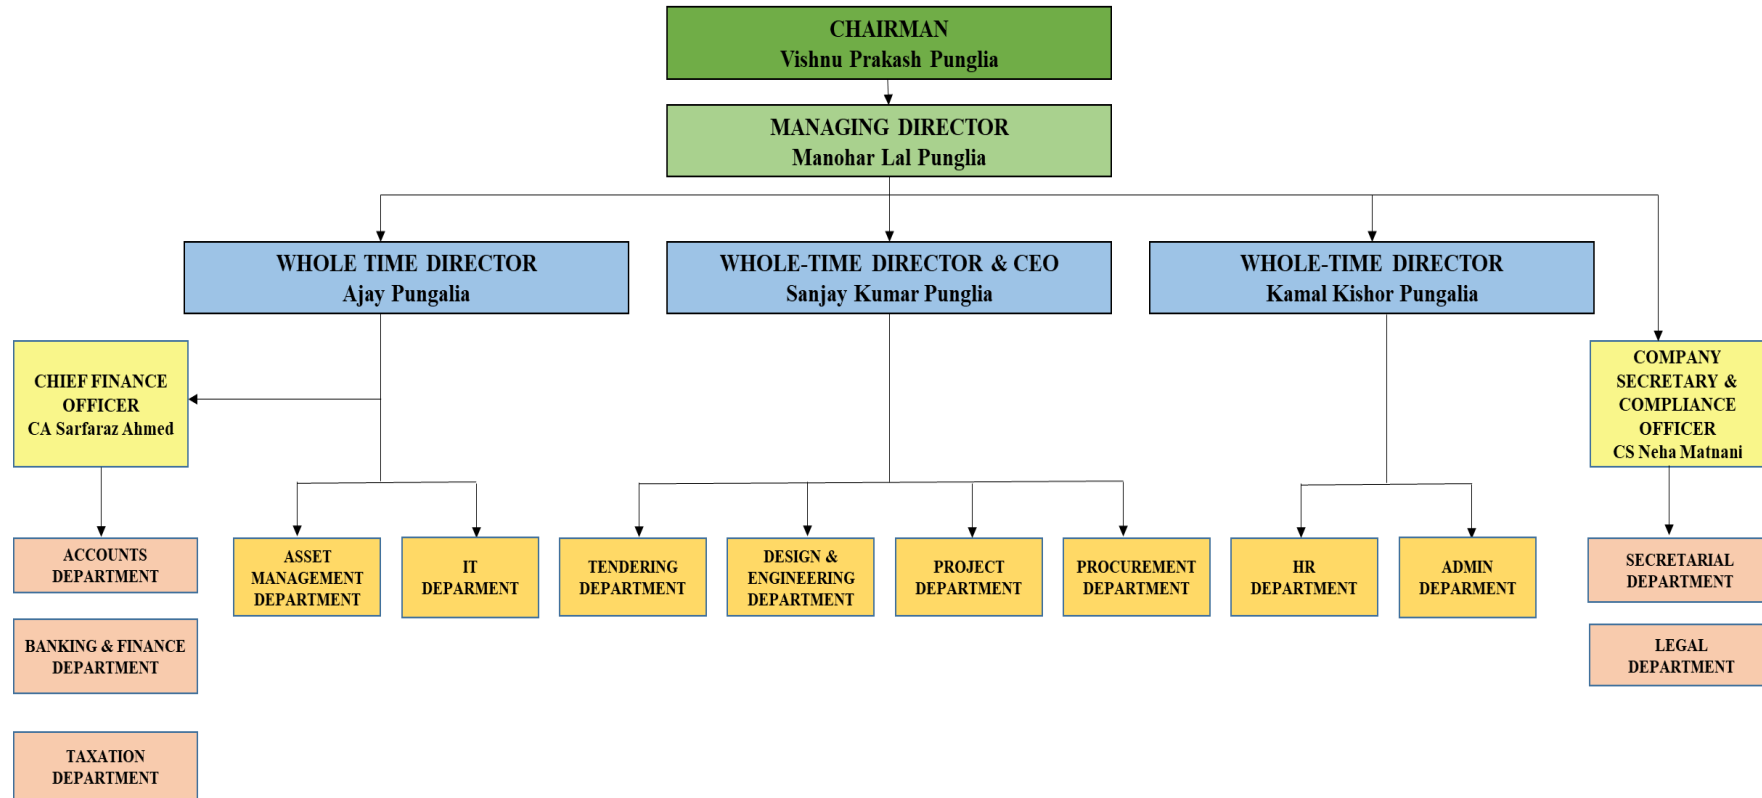 CHAIRMAN
Vishnu Prakash Punglia
MANAGING DIRECTOR
Manohar Lal Punglia
WHOLE TIME DIRECTOR
Ajay Pungalia
WHOLE-TIME DIRECTOR & CEO
Sanjay Kumar Punglia
WHOLE-TIME DIRECTOR
Kamal Kishor Pungalia
CHIEF FINANCE
OFFICER
CA Sarfaraz Ahmed
COMPANY
SECRETARY &
COMPLIANCE
OFFICER
CS Neha Matnani
ACCOUNTS
DEPARTMENT
ASSET
MANAGEMENT
DEPARTMENT
IT
DEPARMENT
TENDERING
DEPARTMENT
DESIGN &
ENGINEERING
DEPARTMENT
PROJECT
DEPARTMENT
PROCUREMENT
DEPARTMENT
HR
DEPARTMENT
ADMIN
DEPARMENT
SECRETARIAL
DEPARTMENT
BANKING & FINANCE
DEPARTMENT
LEGAL
DEPARTMENT
TAXATION
DEPARTMENT